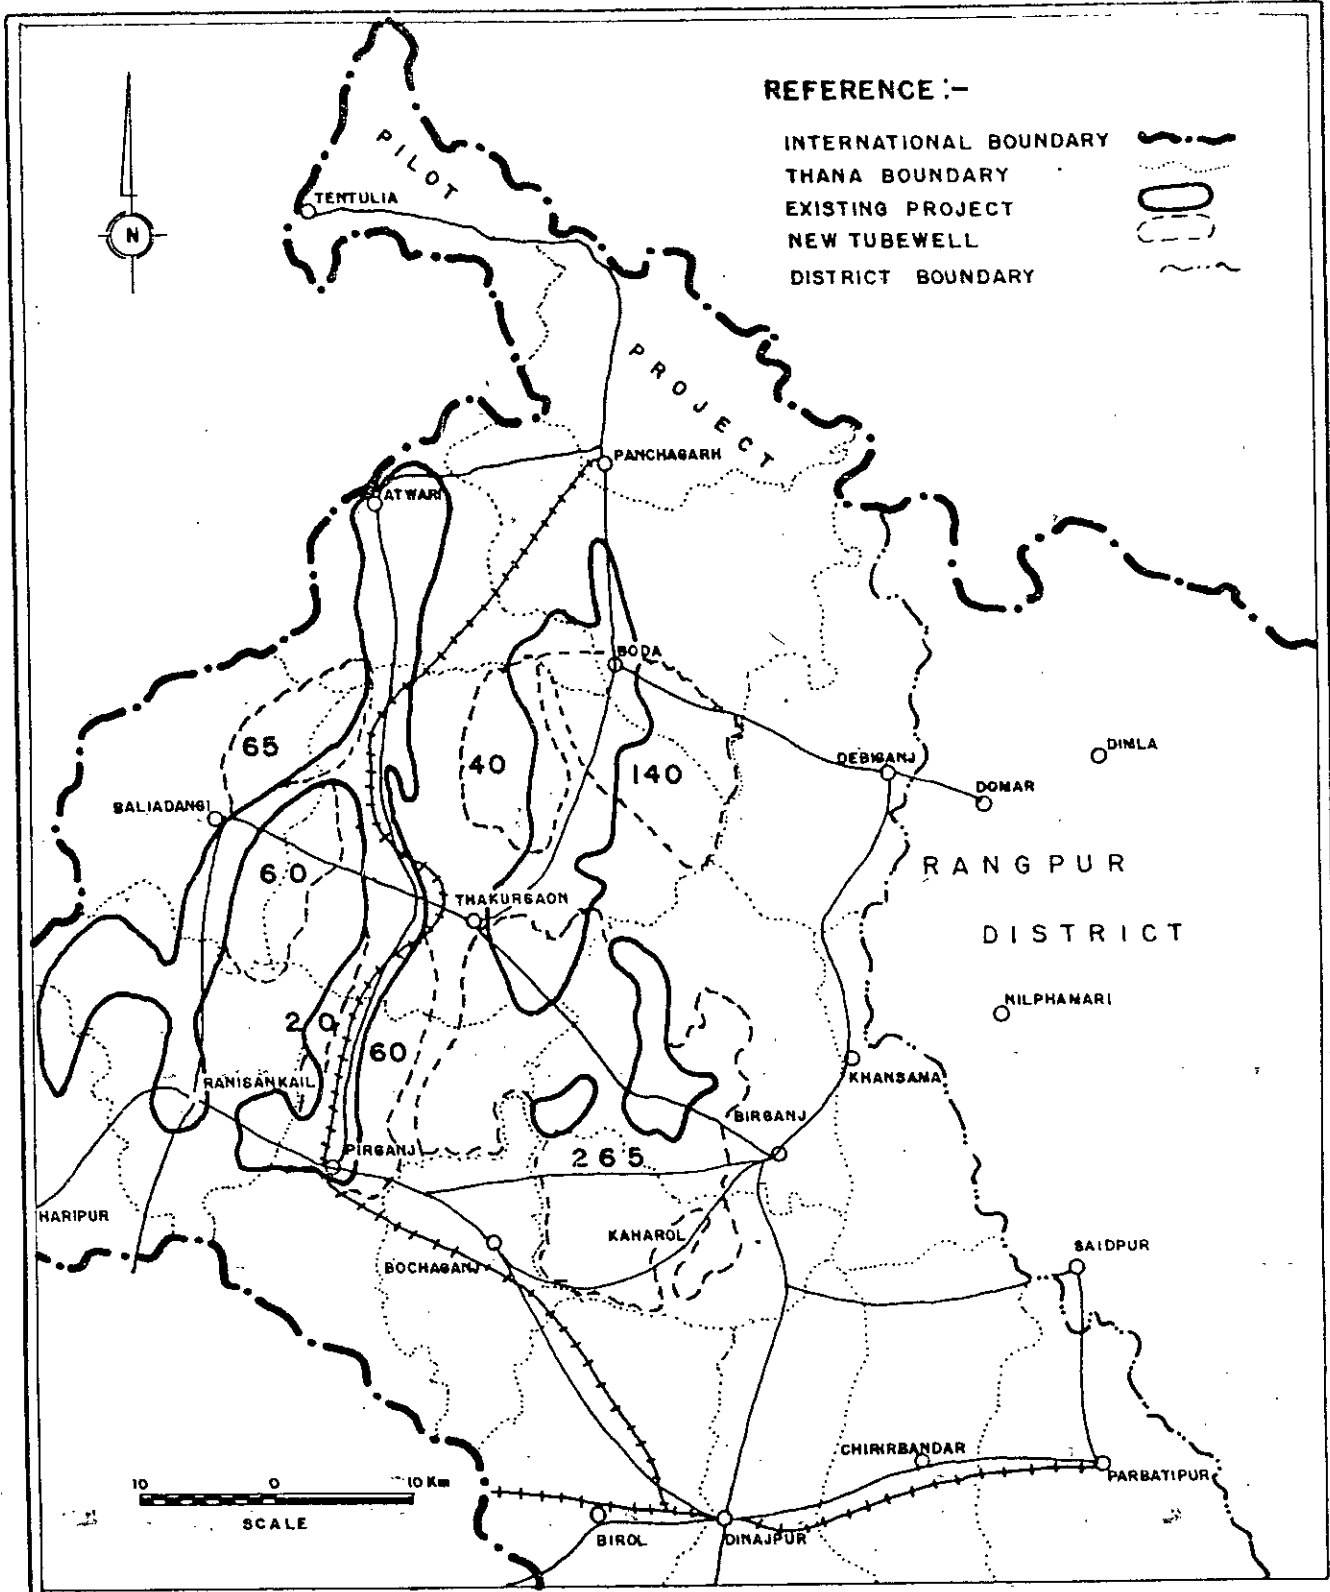 REFERENCE :-
INTERNATIONAL BOUNDARY
THANA BOUNDARY
EXISTING PROJECT
NEW TUBEWELL
DISTRICT BOUNDARY
N
PILOT
TENTULIA
PROJECT
PANCHAGARH
ATWARI
BODA
65
40
140
DEBIGANJ
DIMLA
DOMAR
BALIADANGI
60
RANGPUR
THAKURGAON
DISTRICT
20
NILPHAMARI
60
KHANSAMA
RANISANKAIL
BIRGANJ
PIRGANJ
265
HARIPUR
KAHAROL
SAIDPUR
BOCHAGANJ
CHIRIRBANDAR
PARBATIPUR
10 0 10 Km
SCALE
BIROL
DINAJPUR